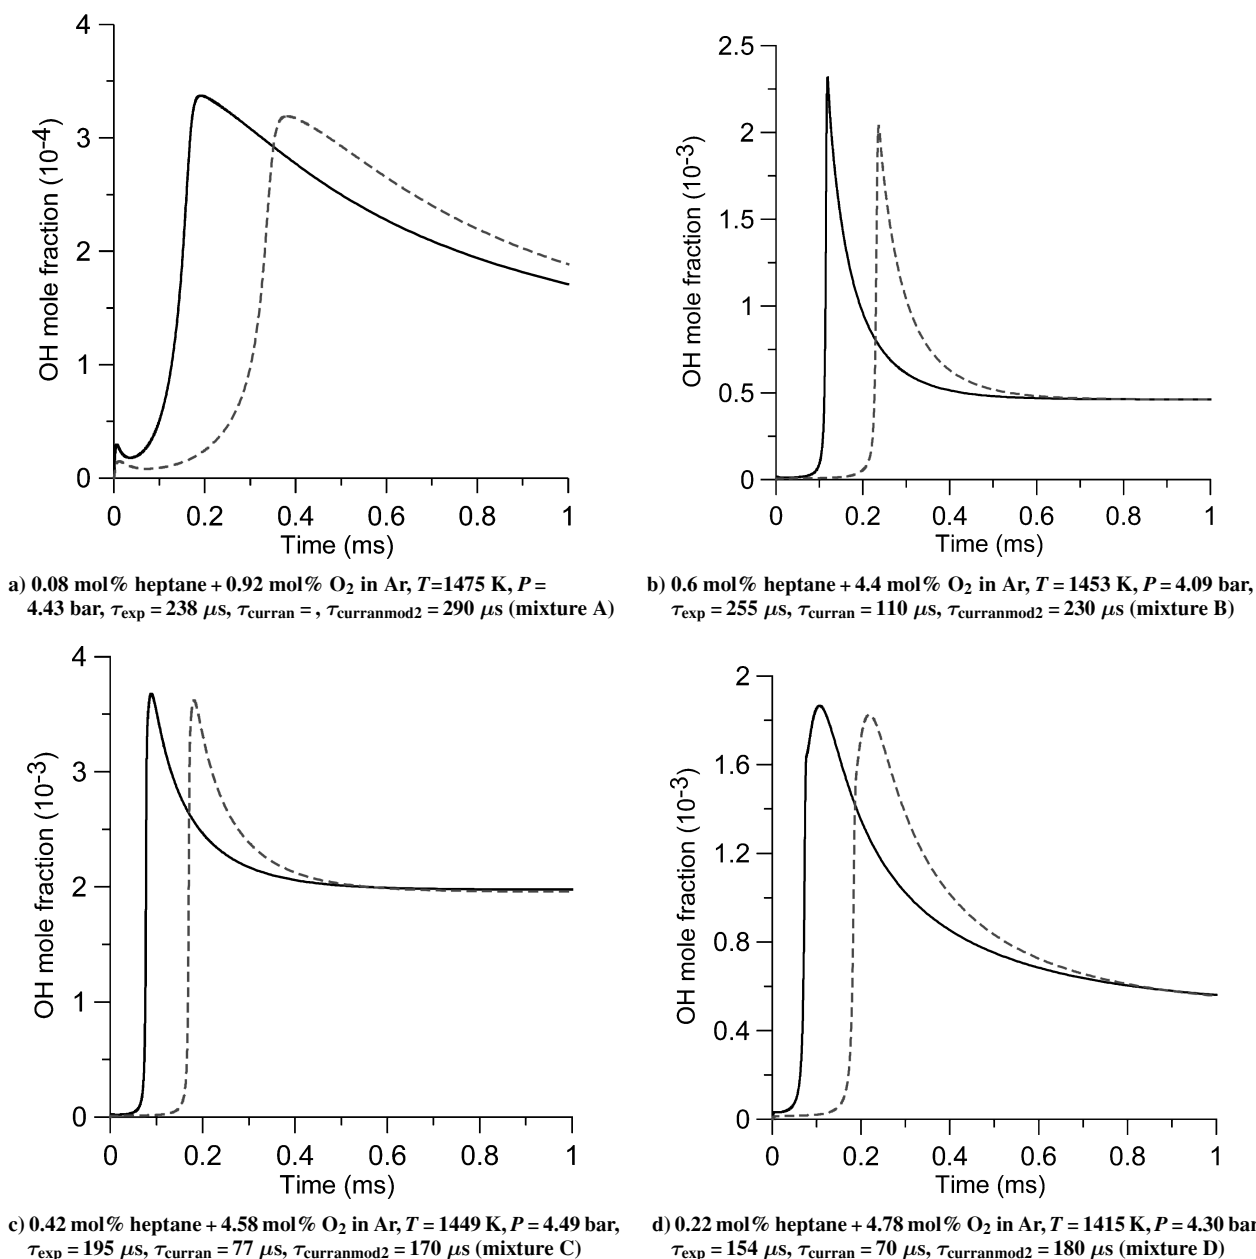 4
3
2
1
0
OH mole fraction (10-4)
0 0.2 0.4 0.6 0.8 1
Time (ms)
a) 0.08 mol% heptane + 0.92 mol% O2 in Ar, T=1475 K, P =
4.43 bar, τexp = 238 μs, τcurran = , τcurranmod2 = 290 μs (mixture A)
2.5
2
1.5
1
0.5
0
OH mole fraction (10-3)
0 0.2 0.4 0.6 0.8 1
Time (ms)
b) 0.6 mol% heptane + 4.4 mol% O2 in Ar, T = 1453 K, P = 4.09 bar,
τexp = 255 μs, τcurran = 110 μs, τcurranmod2 = 230 μs (mixture B)
4
3
2
1
0
OH mole fraction (10-3)
0 0.2 0.4 0.6 0.8 1
Time (ms)
c) 0.42 mol% heptane + 4.58 mol% O2 in Ar, T = 1449 K, P = 4.49 bar,
τexp = 195 μs, τcurran = 77 μs, τcurranmod2 = 170 μs (mixture C)
2
1.6
1.2
0.8
0.4
0
OH mole fraction (10-3)
0 0.2 0.4 0.6 0.8 1
Time (ms)
d) 0.22 mol% heptane + 4.78 mol% O2 in Ar, T = 1415 K, P = 4.30 bar
τexp = 154 μs, τcurran = 70 μs, τcurranmod2 = 180 μs (mixture D)